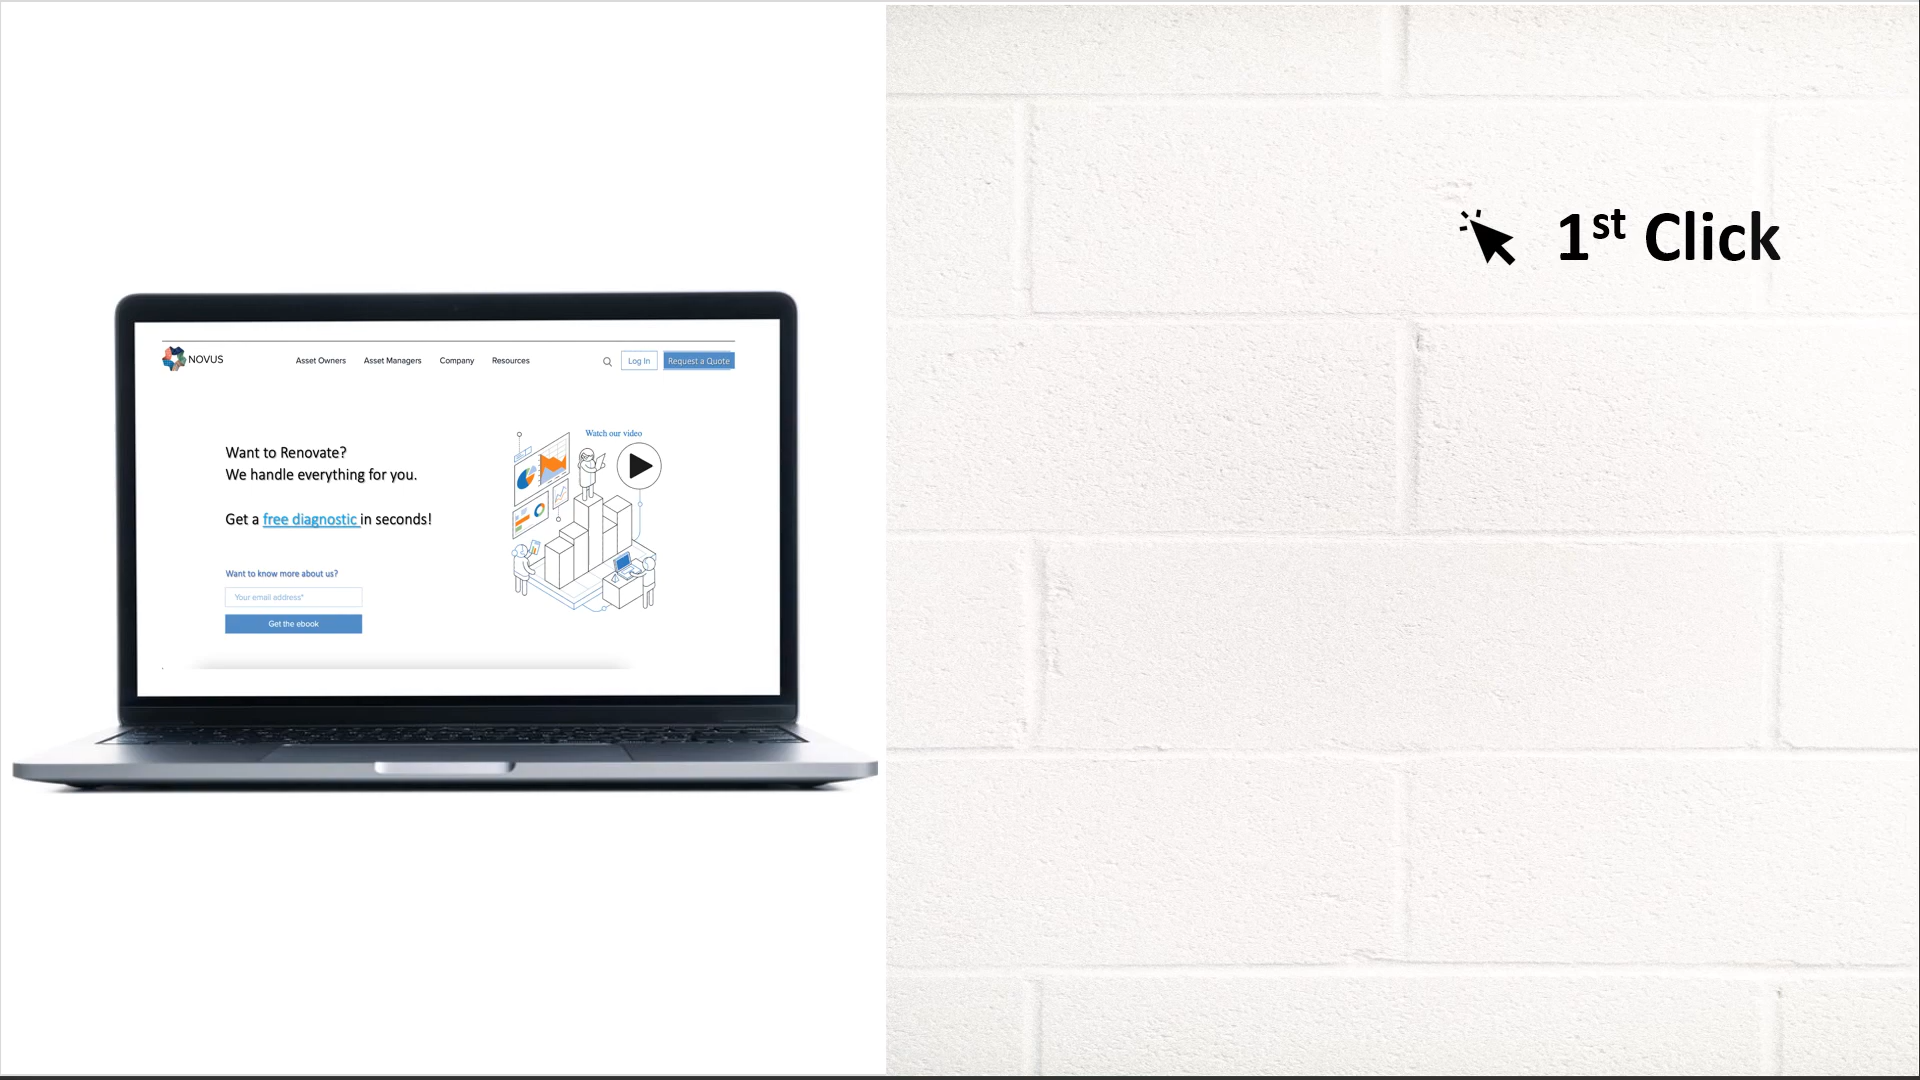 1st Click
NOVUS
Asset Owners
Asset Managers
Company
Resources
Log In
Request a Quote
Want to Renovate?
We handle everything for you.
Get a free diagnostic in seconds!
Watch our video
Want to know more about us?
Your email address*
Get the ebook